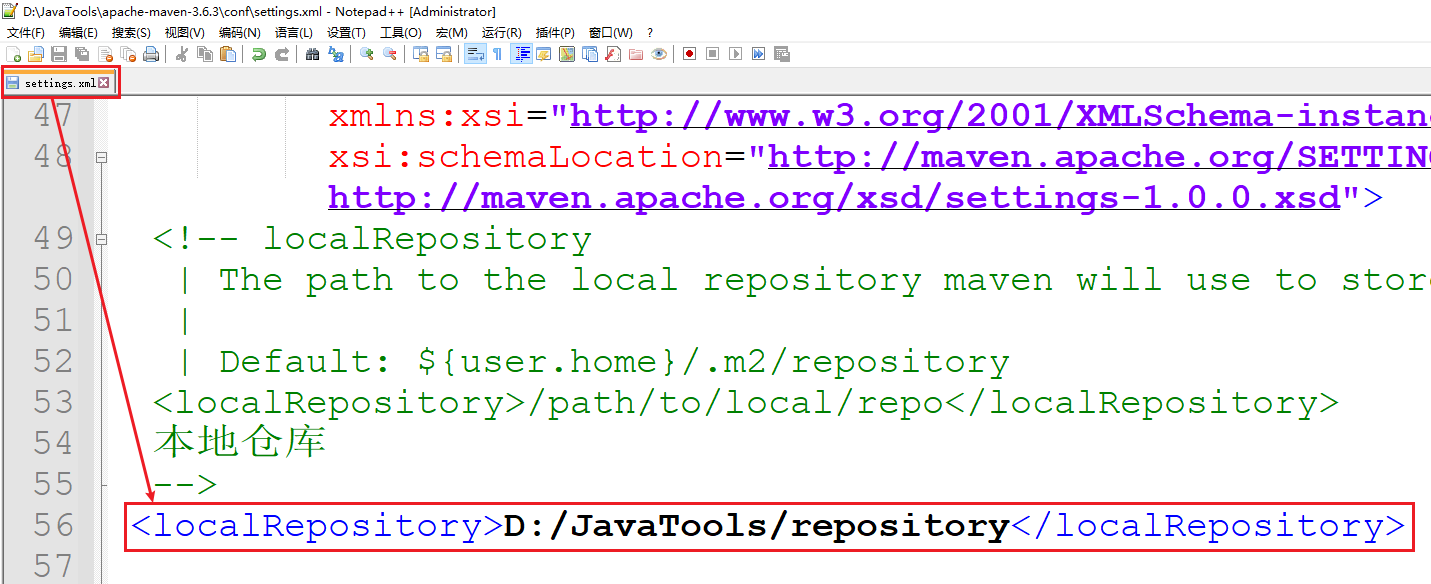 D:\JavaTools\apache-maven-3.6.3\conf\settings.xml - Notepad++ [Administrator]
文件(F) 编辑(E) 搜索(S) 视图(V) 编码(N) 语言(L) 设置(T) 工具(O) 宏(M) 运行(R) 插件(P) 窗口(W) ?
settings.xml
47 xmlns:xsi="http://www.w3.org/2001/XMLSchema-instanc
48 xsi:schemaLocation="http://maven.apache.org/SETTING
http://maven.apache.org/xsd/settings-1.0.0.xsd">
49 <!-- localRepository
50 | The path to the local repository maven will use to store
51 |
52 | Default: ${user.home}/.m2/repository
53 <localRepository>/path/to/local/repo</localRepository>
54 本地仓库
55 -->
56 <localRepository>D:/JavaTools/repository</localRepository>
57